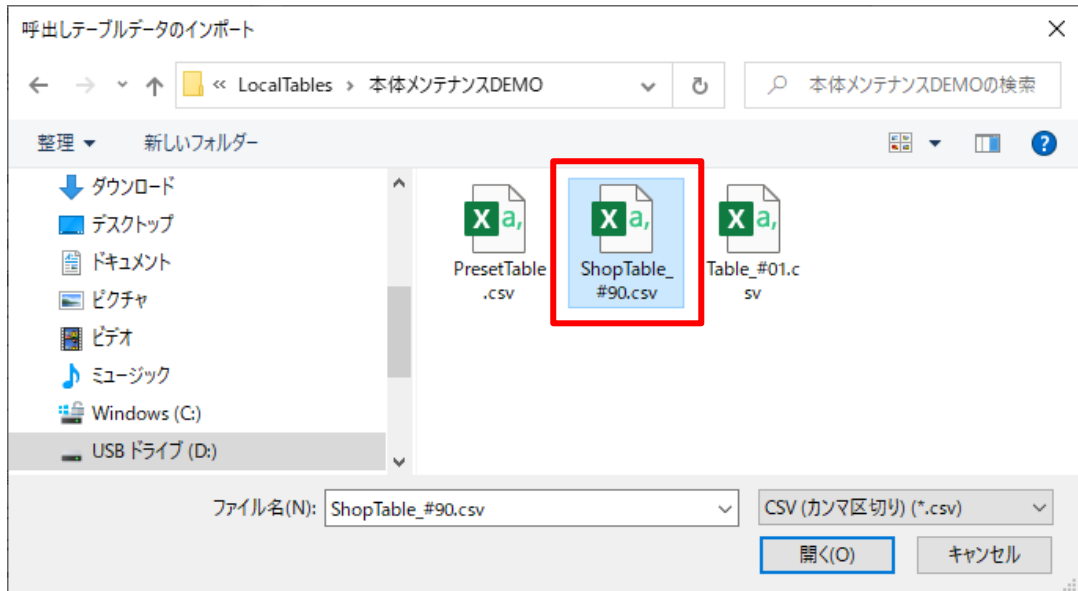 呼出しテーブルデータのインポート
« LocalTables › 本体メンテナンスDEMO
本体メンテナンスDEMOの検索
整理
新しいフォルダー
?
ダウンロード
デスクトップ
ドキュメント
ピクチャ
ビデオ
ミュージック
Windows (C:)
USB ドライブ (D:)
X a,
PresetTable
.csv
X a,
ShopTable_
#90.csv
X a,
Table_#01.c
sv
ファイル名(N):
ShopTable_#90.csv
CSV (カンマ区切り) (*.csv)
開く(O)
キャンセル